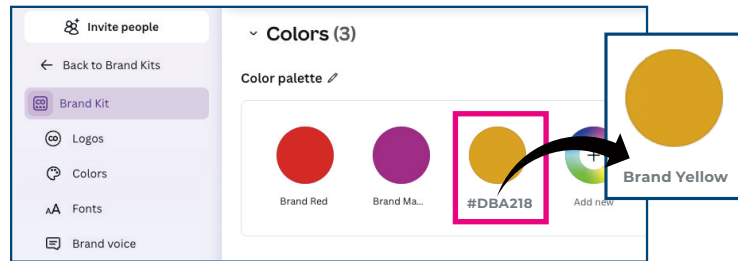 Invite people
Back to Brand Kits
Brand Kit
Logos
Colors
Fonts
Brand voice
Colors (3)
Color palette
Brand Red
Brand Ma...
#DBA218
Add new
Brand Yellow